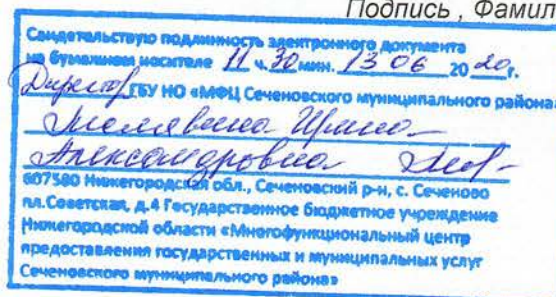 Подпись, Фамил
Свидетельствую подлинность электронного документа
на бумажном носителе 11 ч. 30 мин. 13 06 20 20 г.
Директор ГБУ НО «МФЦ Сеченовского муниципального района»
Ирина
Александровна
607580 Нижегородская обл., Сеченовский р-н, с. Сеченово
пл.Советская, д.4 Государственное бюджетное учреждение
Нижегородской области «Многофункциональный центр
предоставления государственных и муниципальных услуг
Сеченовского муниципального района»